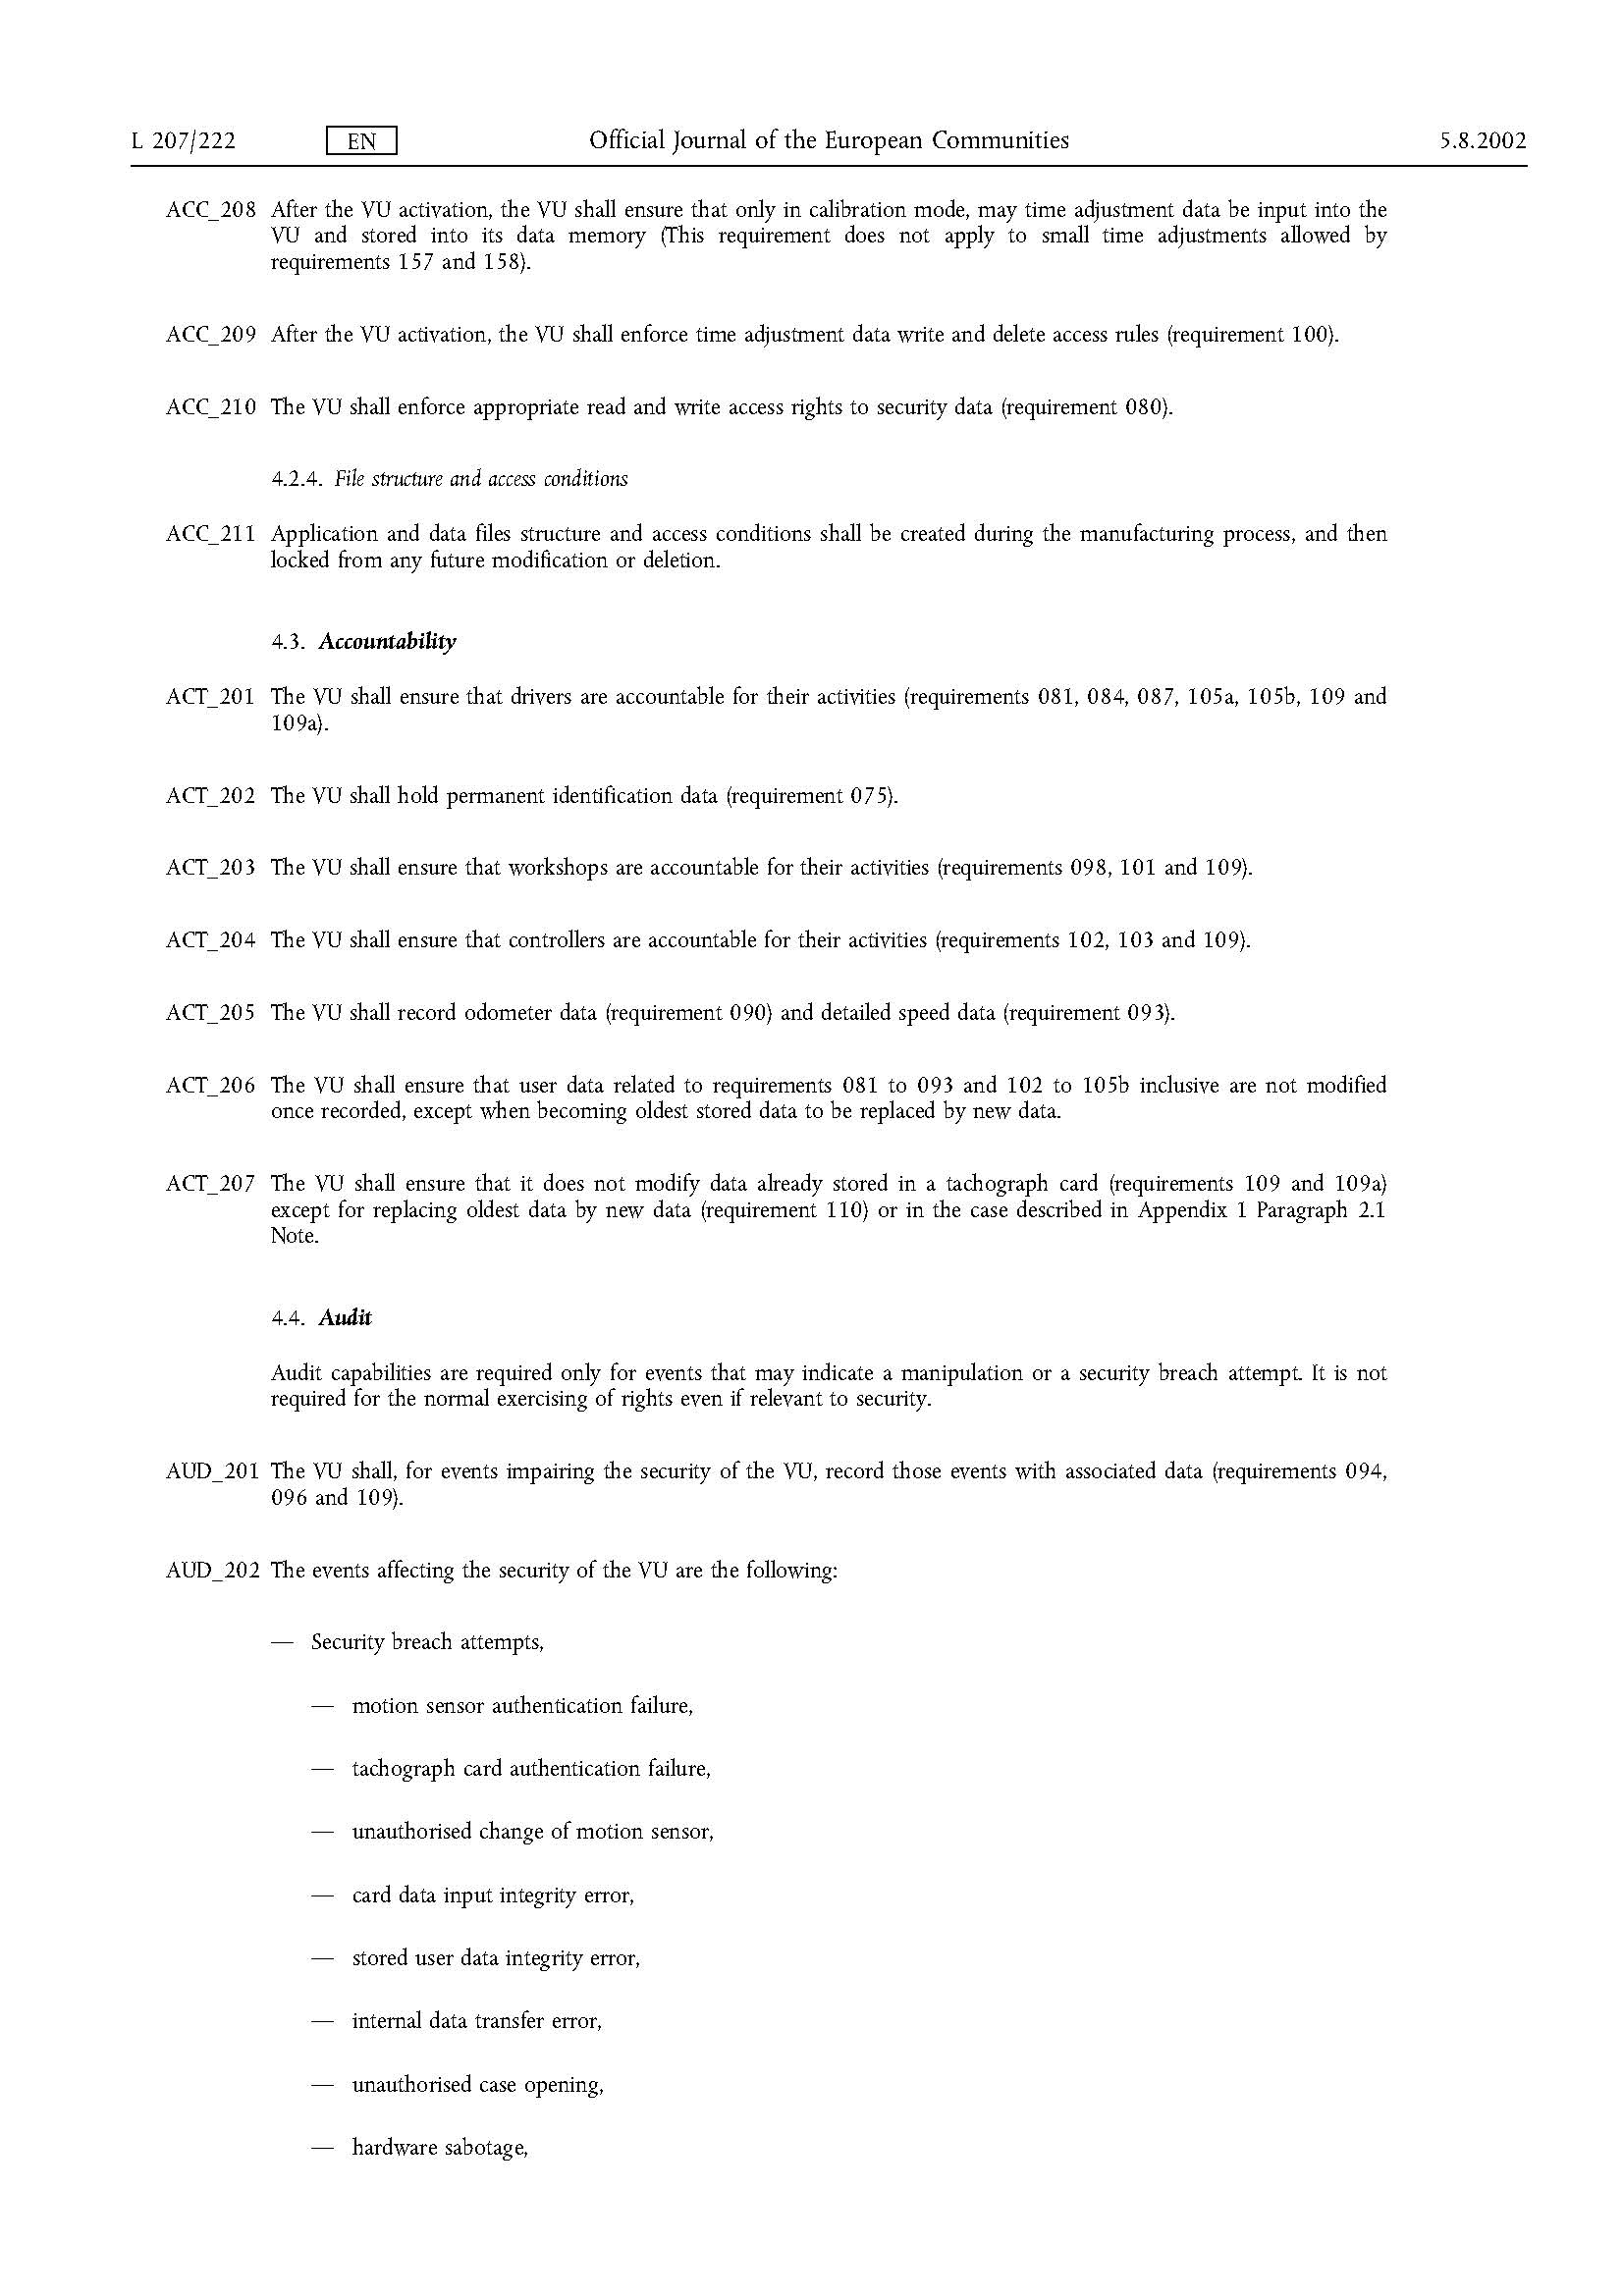 L 207/222 EN Official Journal of the European Communities 5.8.2002
ACC_208 After the VU activation, the VU shall ensure that only in calibration mode, may time adjustment data be input into the
VU and stored into its data memory (This requirement does not apply to small time adjustments allowed by
requirements 157 and 158).
ACC_209 After the VU activation, the VU shall enforce time adjustment data write and delete access rules (requirement 100).
ACC_210 The VU shall enforce appropriate read and write access rights to security data (requirement 080).
4.2.4. File structure and access conditions
ACC_211 Application and data files structure and access conditions shall be created during the manufacturing process, and then
locked from any future modification or deletion.
4.3. Accountability
ACT_201 The VU shall ensure that drivers are accountable for their activities (requirements 081, 084, 087, 105a, 105b, 109 and
109a).
ACT_202 The VU shall hold permanent identification data (requirement 075).
ACT_203 The VU shall ensure that workshops are accountable for their activities (requirements 098, 101 and 109).
ACT_204 The VU shall ensure that controllers are accountable for their activities (requirements 102, 103 and 109).
ACT_205 The VU shall record odometer data (requirement 090) and detailed speed data (requirement 093).
ACT_206 The VU shall ensure that user data related to requirements 081 to 093 and 102 to 105b inclusive are not modified
once recorded, except when becoming oldest stored data to be replaced by new data.
ACT_207 The VU shall ensure that it does not modify data already stored in a tachograph card (requirements 109 and 109a)
except for replacing oldest data by new data (requirement 110) or in the case described in Appendix 1 Paragraph 2.1
Note.
4.4. Audit
Audit capabilities are required only for events that may indicate a manipulation or a security breach attempt. It is not
required for the normal exercising of rights even if relevant to security.
AUD_201 The VU shall, for events impairing the security of the VU, record those events with associated data (requirements 094,
096 and 109).
AUD_202 The events affecting the security of the VU are the following:
— Security breach attempts,
— motion sensor authentication failure,
— tachograph card authentication failure,
— unauthorised change of motion sensor,
— card data input integrity error,
— stored user data integrity error,
— internal data transfer error,
— unauthorised case opening,
— hardware sabotage,